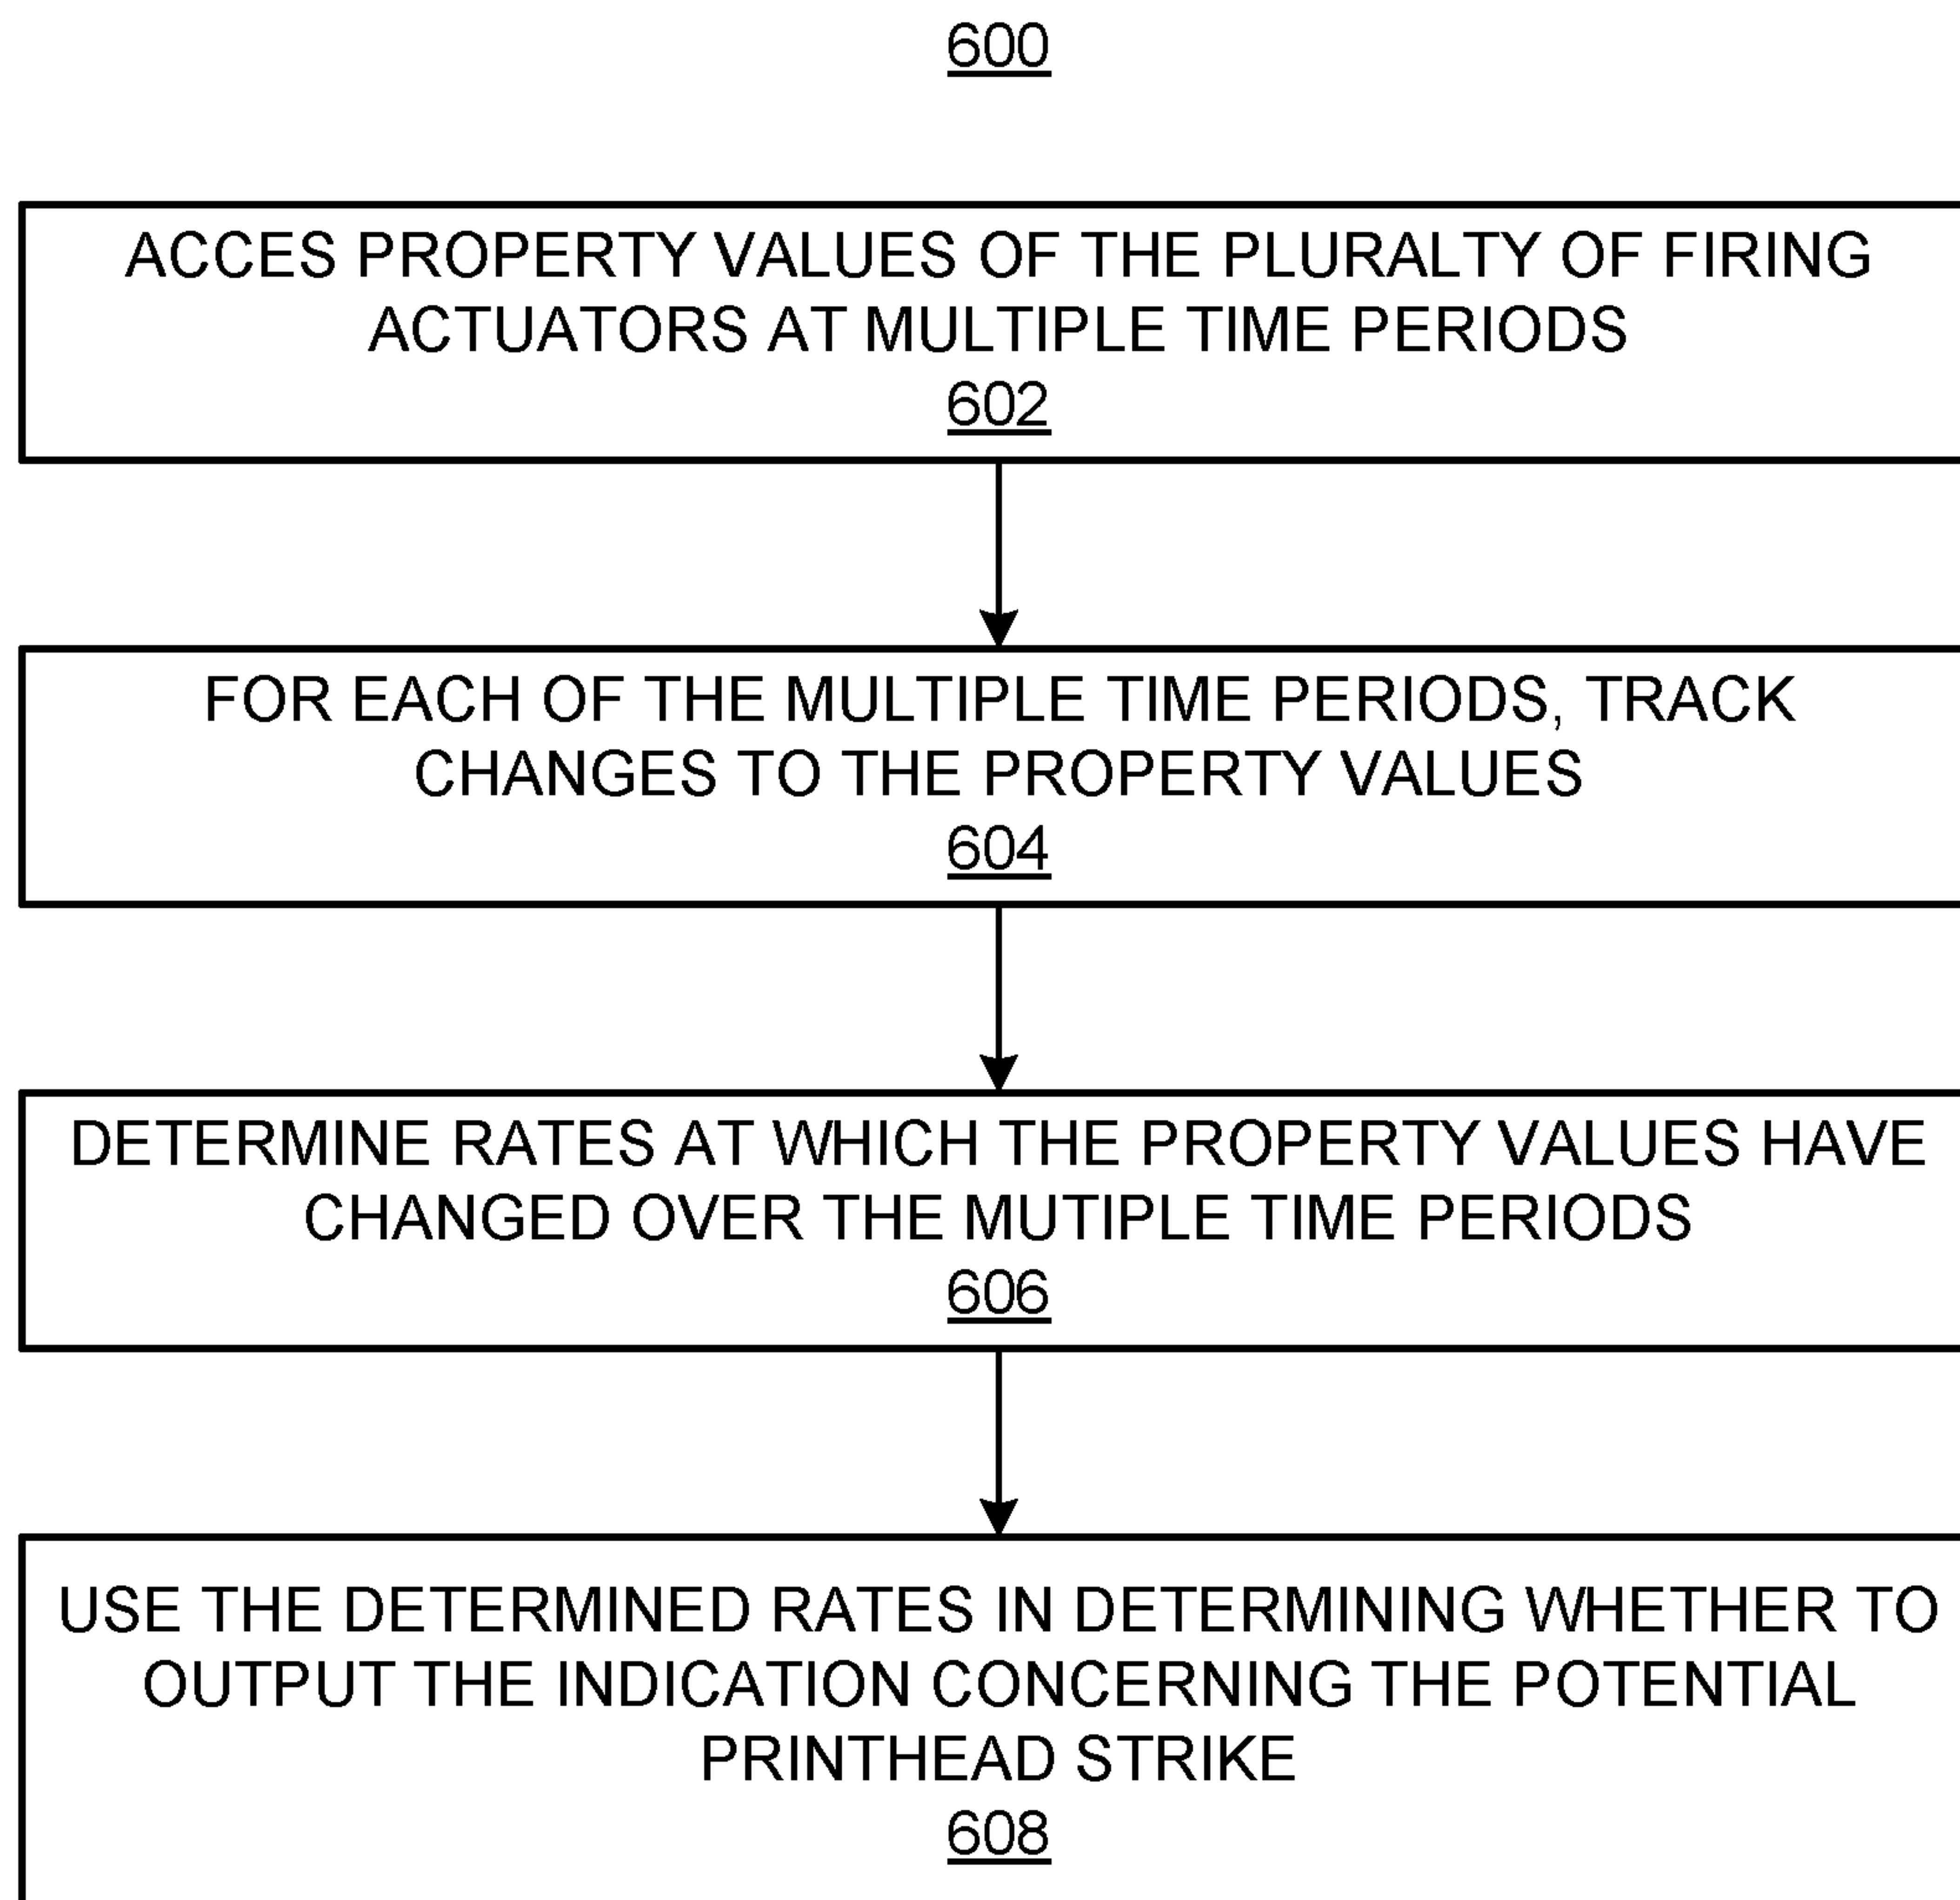 600
ACCES PROPERTY VALUES OF THE PLURALTY OF FIRING
ACTUATORS AT MULTIPLE TIME PERIODS
602
FOR EACH OF THE MULTIPLE TIME PERIODS, TRACK
CHANGES TO THE PROPERTY VALUES
604
DETERMINE RATES AT WHICH THE PROPERTY VALUES HAVE
CHANGED OVER THE MUTIPLE TIME PERIODS
606
USE THE DETERMINED RATES IN DETERMINING WHETHER TO
OUTPUT THE INDICATION CONCERNING THE POTENTIAL
PRINTHEAD STRIKE
608